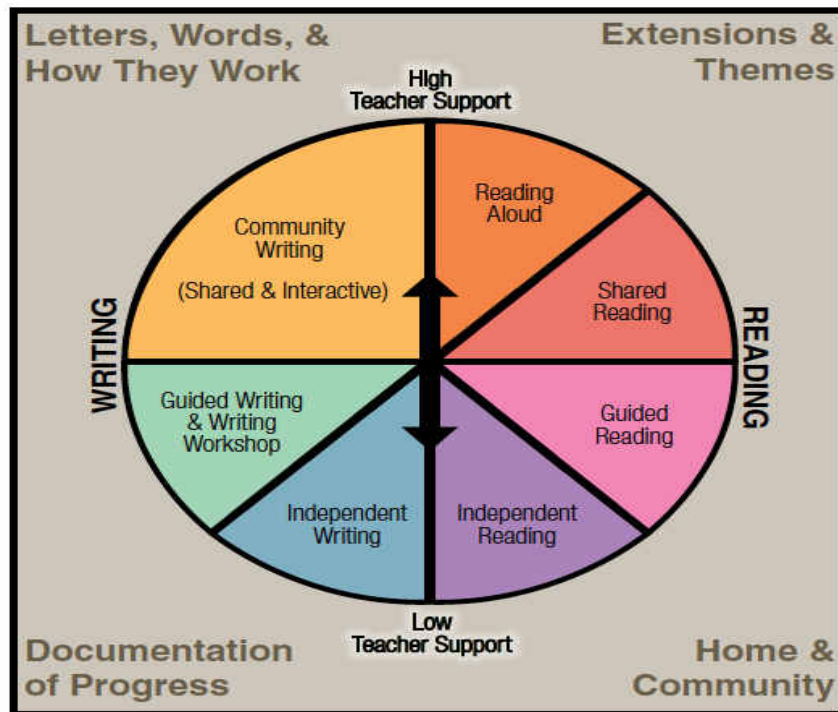 Letters, Words, &
How They Work
Extensions &
Themes
High
Teacher Support
Reading
Aloud
Community
Writing
(Shared & Interactive)
Shared
Reading
WRITING
READING
Guided Writing
& Writing
Workshop
Guided
Reading
Independent
Writing
Independent
Reading
Low
Teacher Support
Documentation
of Progress
Home &
Community